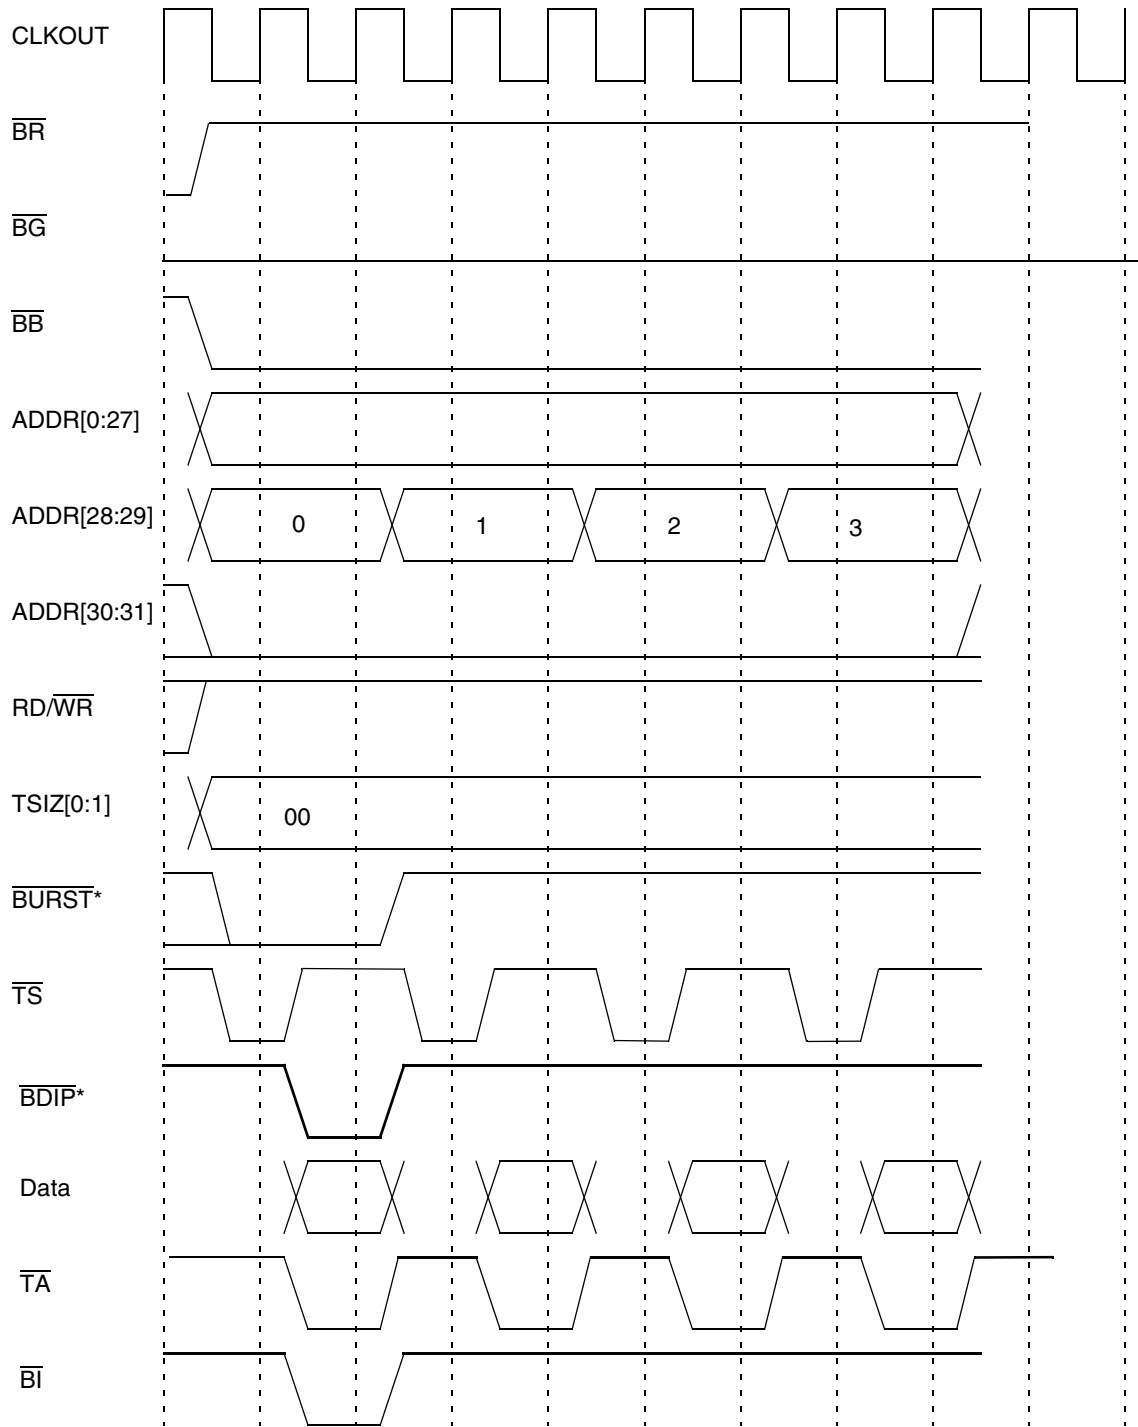 CLKOUT
BR
BG
BB
ADDR[0:27]
ADDR[28:29]
0 1 2 3
ADDR[30:31]
RD/WR
TSIZ[0:1]
00
BURST*
TS
BDIP*
Data
TA
BI